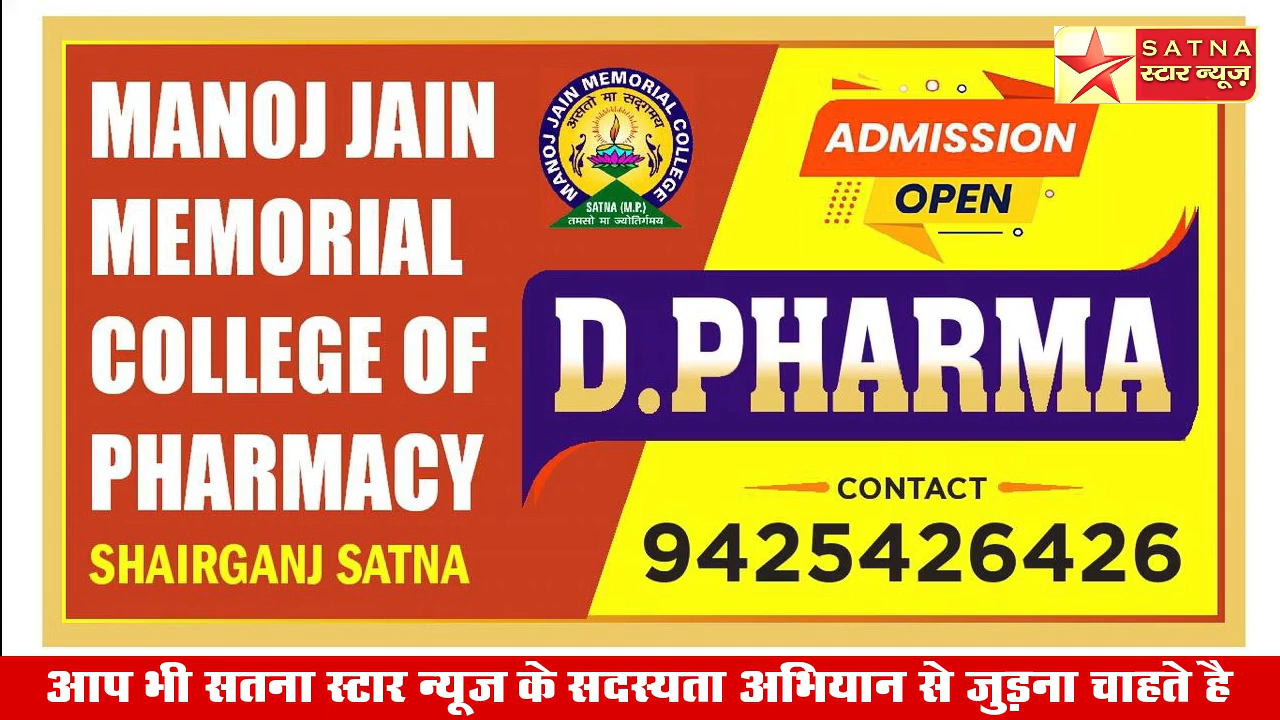 MANOJ JAIN
MEMORIAL
COLLEGE OF
PHARMACY
SHAIRGANJ SATNA
MANOJ JAIN MEMORIAL COLLEGE
असतो मा सद्गमय
SATNA (M.P.)
तमसो मा ज्योतिर्गमय
SATNA
स्टार न्यूज़
ADMISSION
OPEN
D.PHARMA
CONTACT
9425426426
आप भी सतना स्टार न्यूज के सदस्यता अभियान से जुड़ना चाहते है